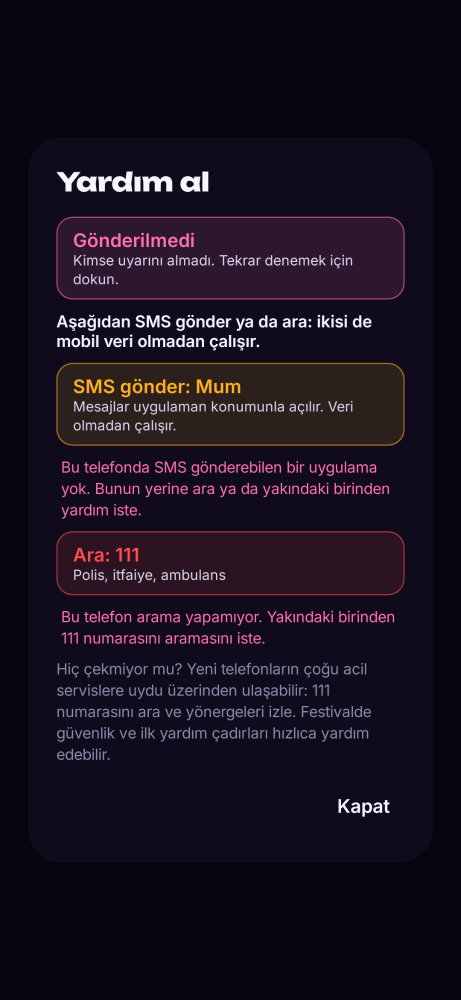 Yardım al
Gönderilmedi
Kimse uyarını almadı. Tekrar denemek için
dokun.
Aşağıdan SMS gönder ya da ara: ikisi de
mobil veri olmadan çalışır.
SMS gönder: Mum
Mesajlar uygulaman konumunla açılır. Veri
olmadan çalışır.
Bu telefonda SMS gönderebilen bir uygulama
yok. Bunun yerine ara ya da yakındaki birinden
yardım iste.
Ara: 111
Polis, itfaiye, ambulans
Bu telefon arama yapamıyor. Yakındaki birinden
111 numarasını aramasını iste.
Hiç çekmiyor mu? Yeni telefonların çoğu acil
servislere uydu üzerinden ulaşabilir: 111
numarasını ara ve yönergeleri izle. Festivalde
güvenlik ve ilk yardım çadırları hızlıca yardım
edebilir.
Kapat